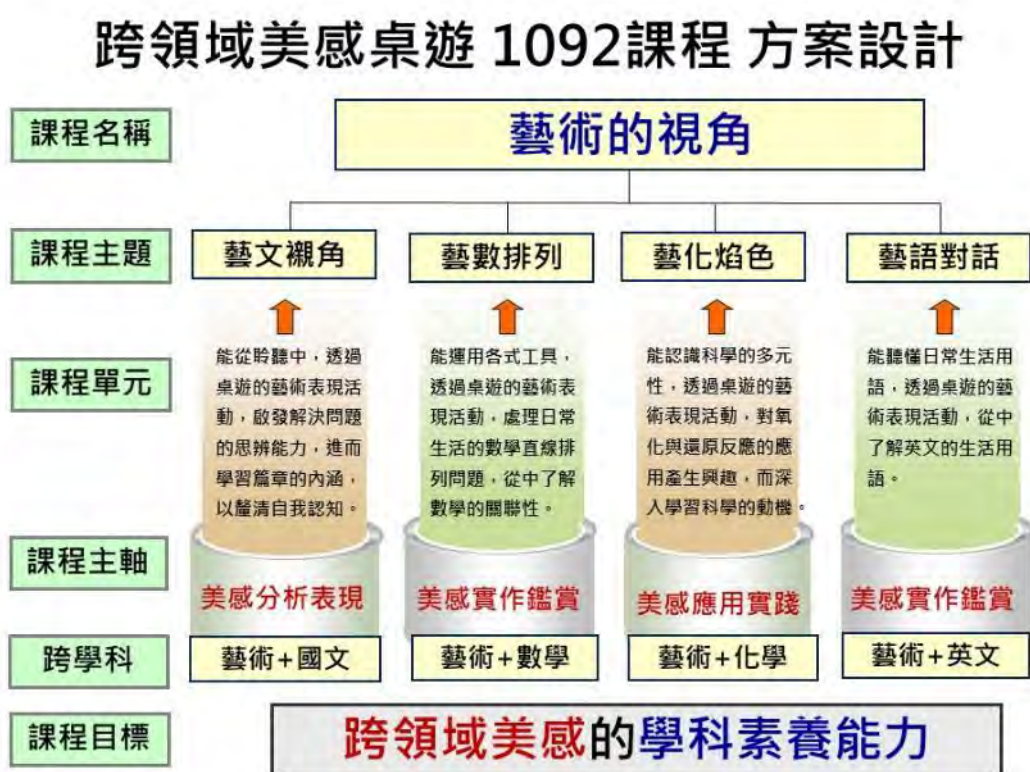 跨領域美感桌遊 1092課程 方案設計
課程名稱
藝術的視角
課程主題
藝文襯角
藝數排列
藝化焰色
藝語對話
課程單元
能從聆聽中，透過
桌遊的藝術表現活
動，啟發解決問題
的思辨能力，進而
學習篇章的內涵，
以釐清自我認知。
能運用各式工具，
透過桌遊的藝術表
現活動，處理日常
生活的數學直線排
列問題，從中了解
數學的關聯性。
能認識科學的多元
性，透過桌遊的藝
術表現活動，對氧
化與還原反應的應
用產生興趣，而深
入學習科學的動機。
能聽懂日常生活用
語，透過桌遊的藝
術表現活動，從中
了解英文的生活用
語。
課程主軸
美感分析表現
美感實作鑑賞
美感應用實踐
美感實作鑑賞
跨學科
藝術+國文
藝術+數學
藝術+化學
藝術+英文
課程目標
跨領域美感的學科素養能力